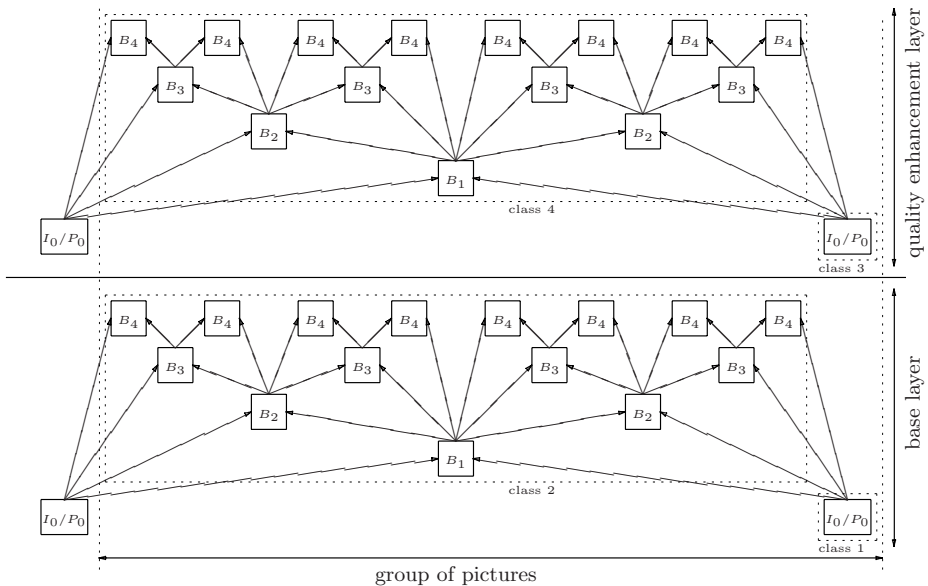 B₄ B₄ B₄ B₄ B₄ B₄ B₄ B₄
B₃ B₃ B₃ B₃
B₂ B₂
B₁
class 4
I₀/P₀ I₀/P₀
class 3
quality enhancement layer
B₄ B₄ B₄ B₄ B₄ B₄ B₄ B₄
B₃ B₃ B₃ B₃
B₂ B₂
B₁
class 2
I₀/P₀ I₀/P₀
class 1
base layer
group of pictures